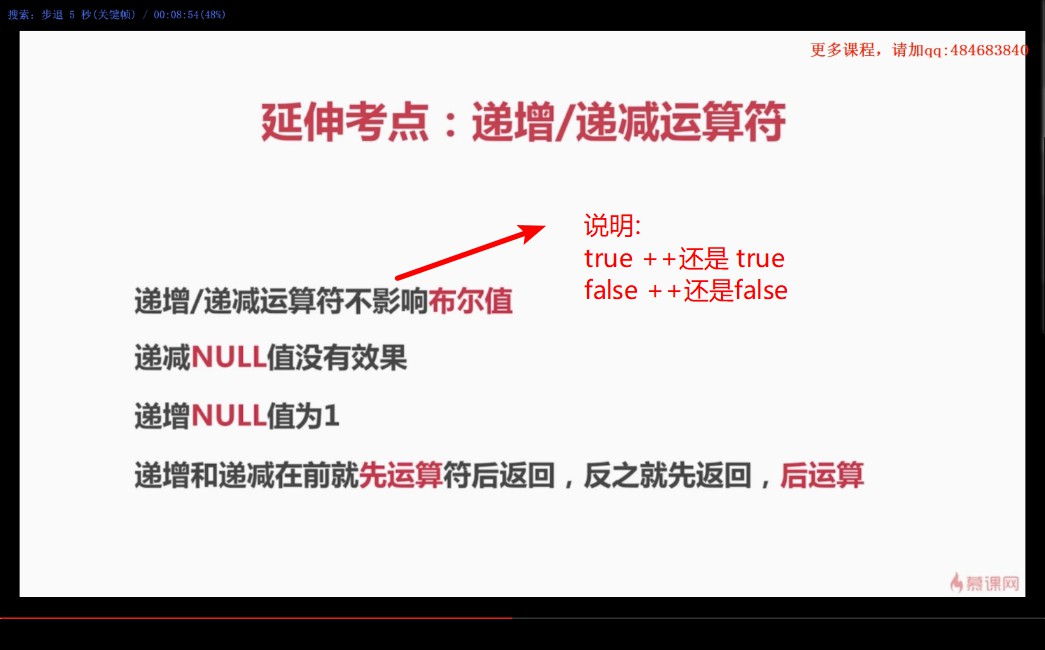 搜索: 步退 5 秒(关键帧) / 00:08:54(48%)
更多课程，请加qq:484683840
延伸考点：递增/递减运算符
说明:
true ++还是 true
false ++还是false
递增/递减运算符不影响布尔值
递减NULL值没有效果
递增NULL值为1
递增和递减在前就先运算符后返回，反之就先返回，后运算
慕课网